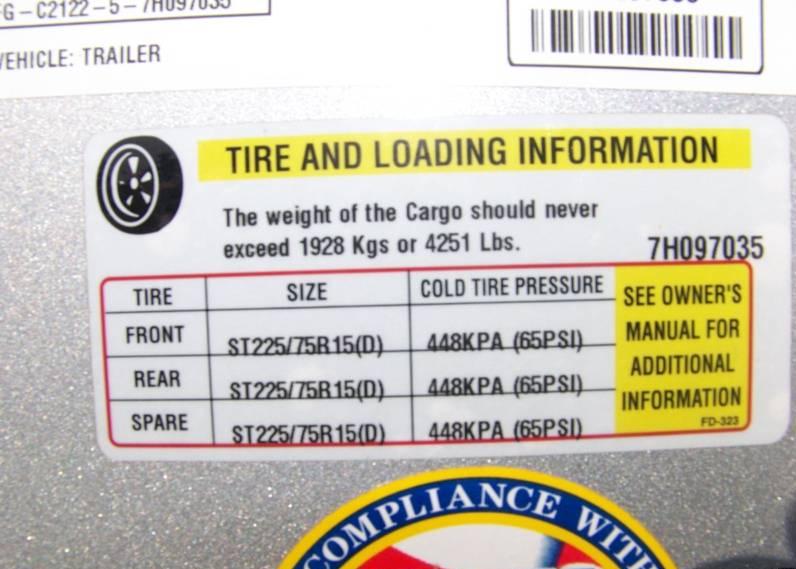 FG-C2122-5-7H097035
VEHICLE: TRAILER
TIRE AND LOADING INFORMATION
The weight of the Cargo should never
exceed 1928 Kgs or 4251 Lbs.
7H097035
TIRE SIZE COLD TIRE PRESSURE
FRONT ST225/75R15(D) 448KPA (65PSI)
REAR ST225/75R15(D) 448KPA (65PSI)
SPARE ST225/75R15(D) 448KPA (65PSI)
SEE OWNER'S
MANUAL FOR
ADDITIONAL
INFORMATION
FD-323
COMPLIANCE WITH